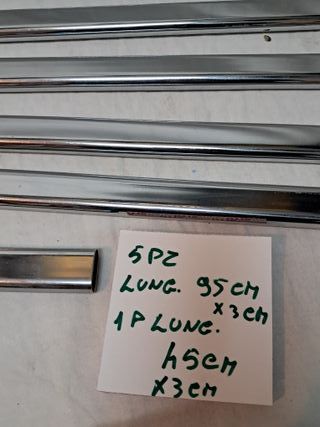 5PZ
LUNG. 95CM
X3CM
1P LUNG.
45CM
X3CM